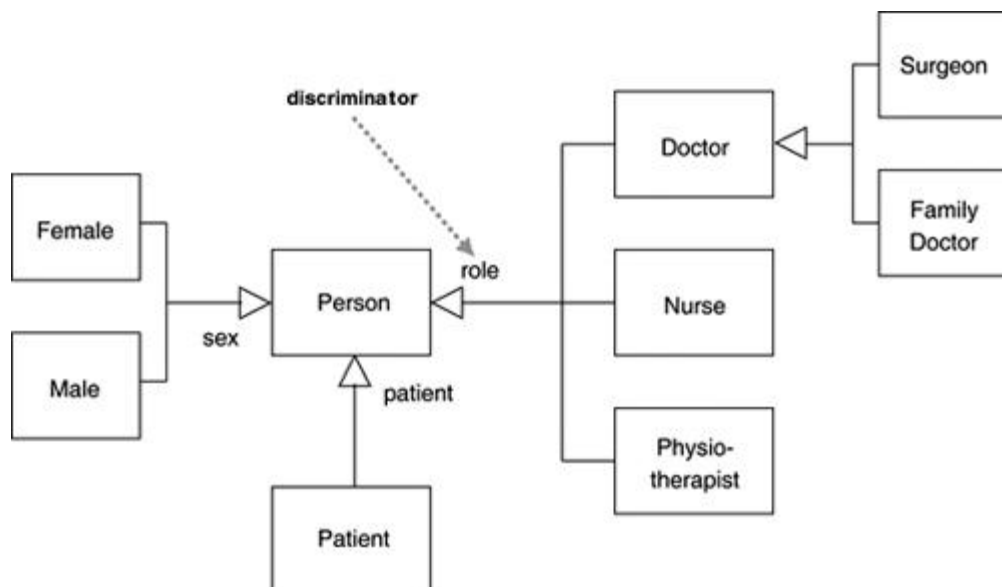 Surgeon
discriminator
Doctor
Female
Family
Doctor
role
Person
Nurse
sex
Male
patient
Physio-
therapist
Patient